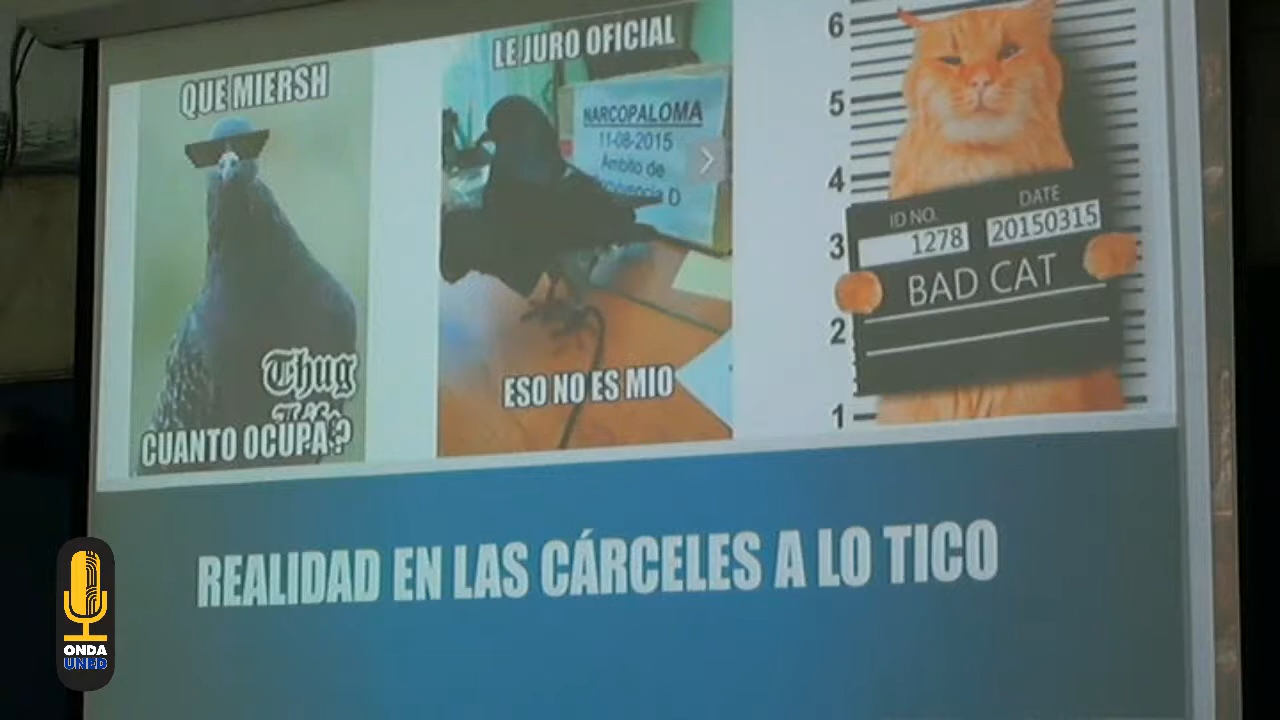 QUE MIERSH
Thug
CUANTO OCUPA?
LE JURO OFICIAL
NARCOPALOMA
11-08-2015
Ámbito de
D
ESO NO ES MIO
6
5
4
3
2
1
ID NO.
DATE
1278
20150315
BAD CAT
REALIDAD EN LAS CÁRCELES A LO TICO
ONDA
UNED